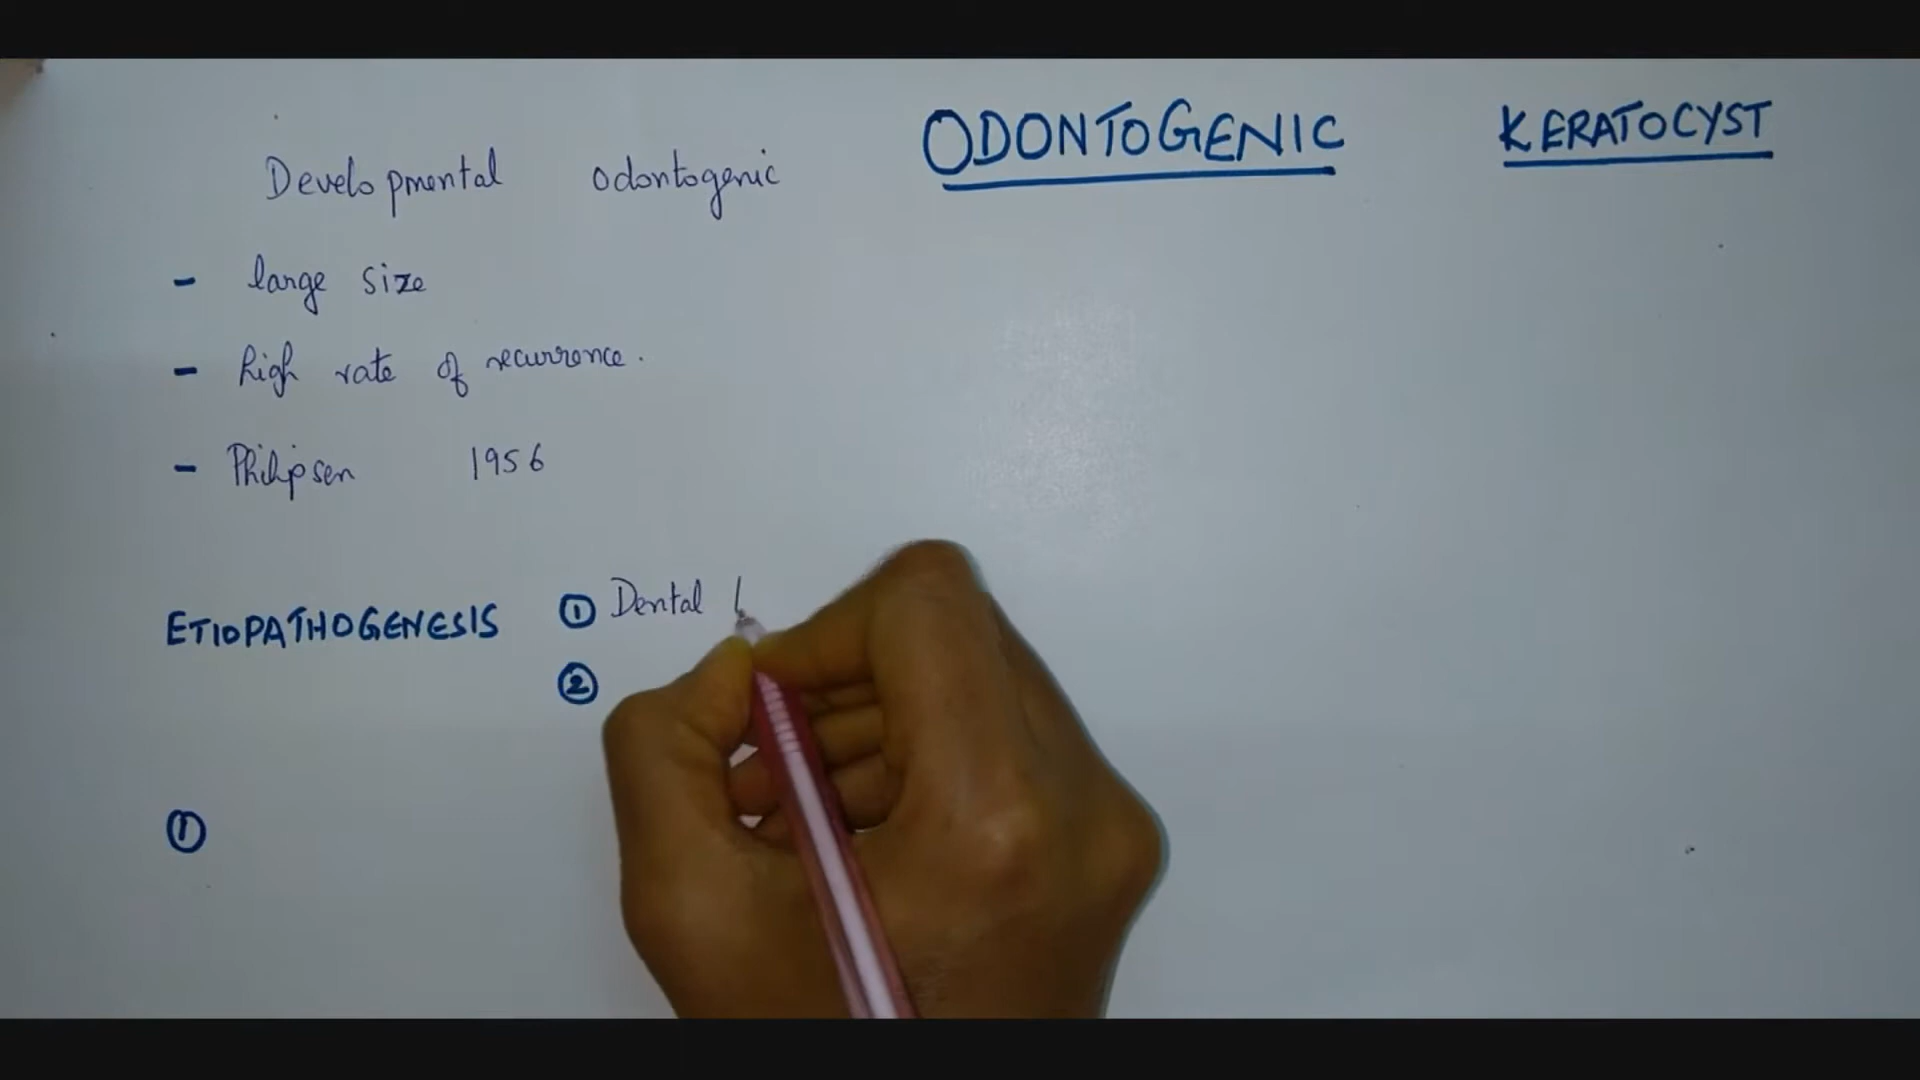 ODONTOGENIC KERATOCYST
Developmental odontogenic
- large size
- high rate of recurrence.
- Philipsen 1956
ETIOPATHOGENESIS ① Dental l
②
①